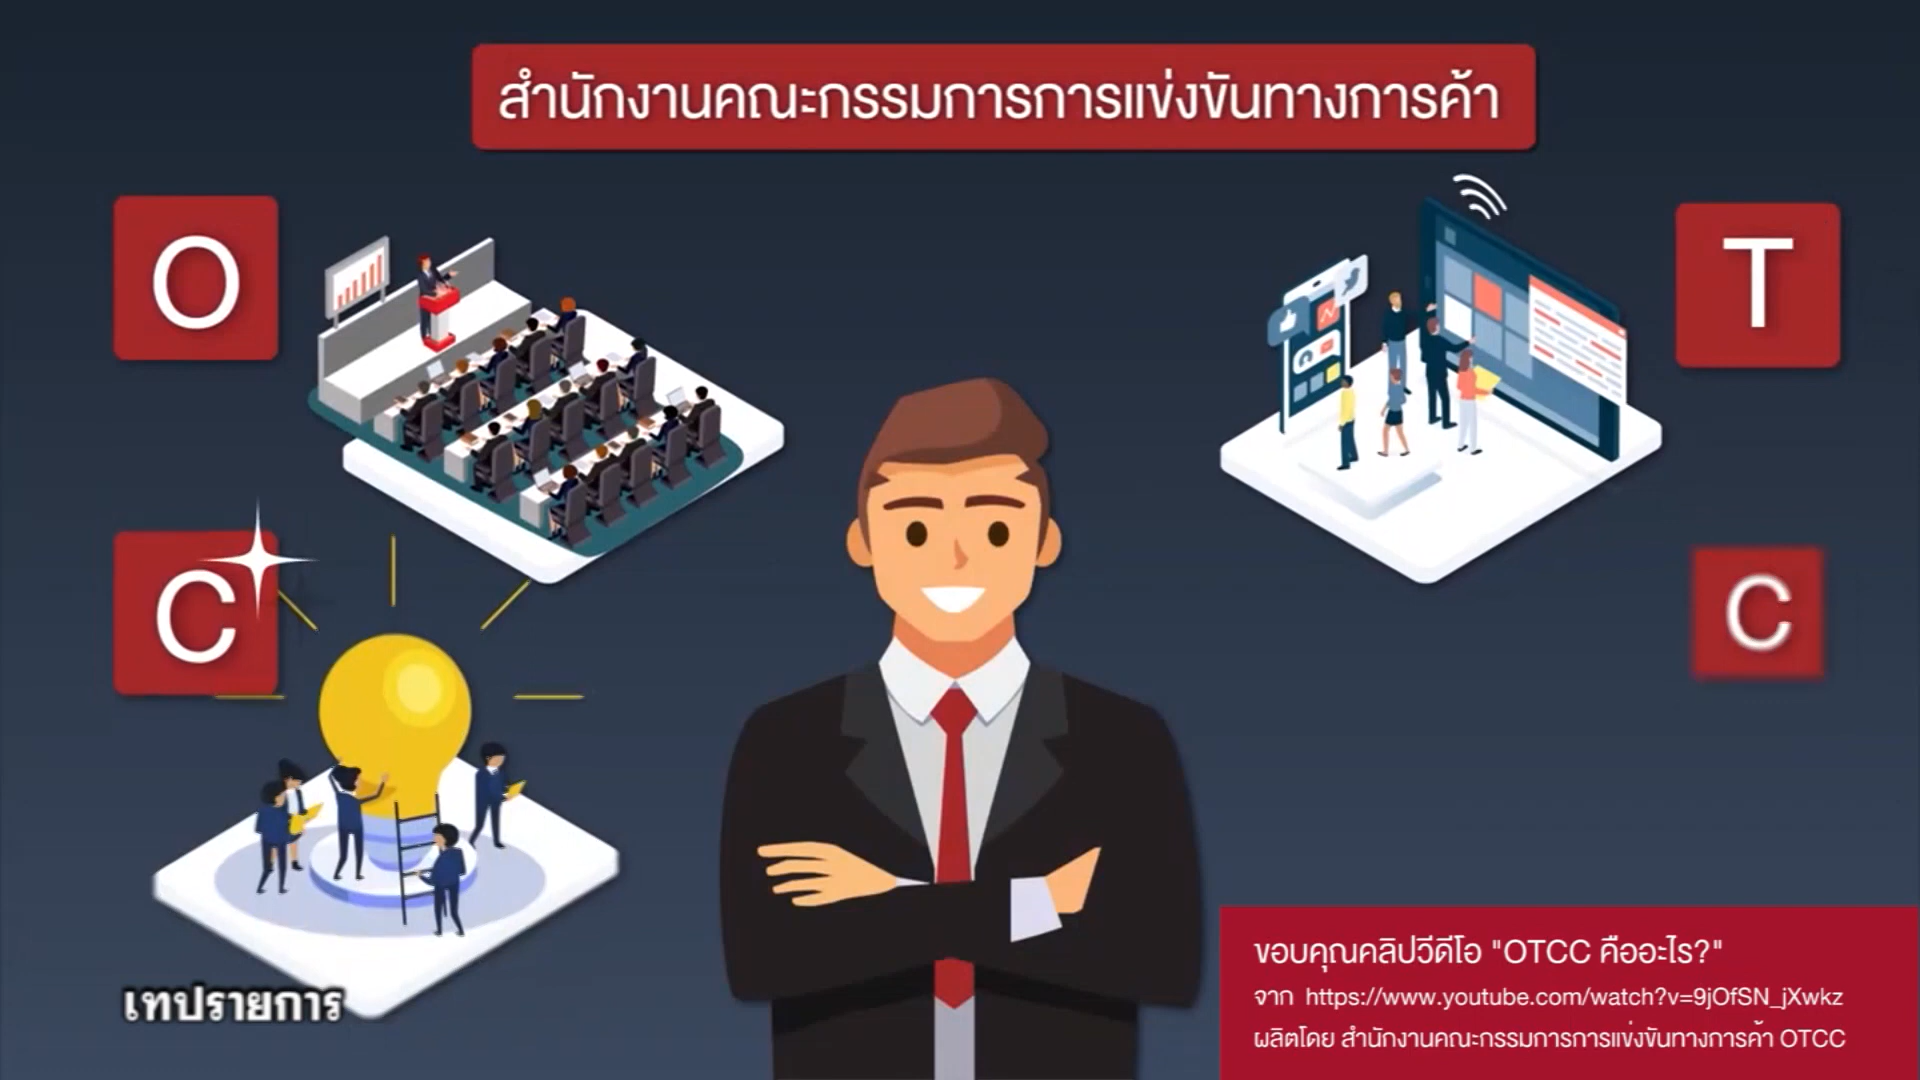 สำนักงานคณะกรรมการการแข่งขันทางการค้า
O
T
C
C
เทปรายการ
ขอบคุณคลิปวีดีโอ "OTCC คืออะไร?"
จาก https://www.youtube.com/watch?v=9jOfSN_jXwkz
ผลิตโดย สำนักงานคณะกรรมการการแข่งขันทางการค้า OTCC